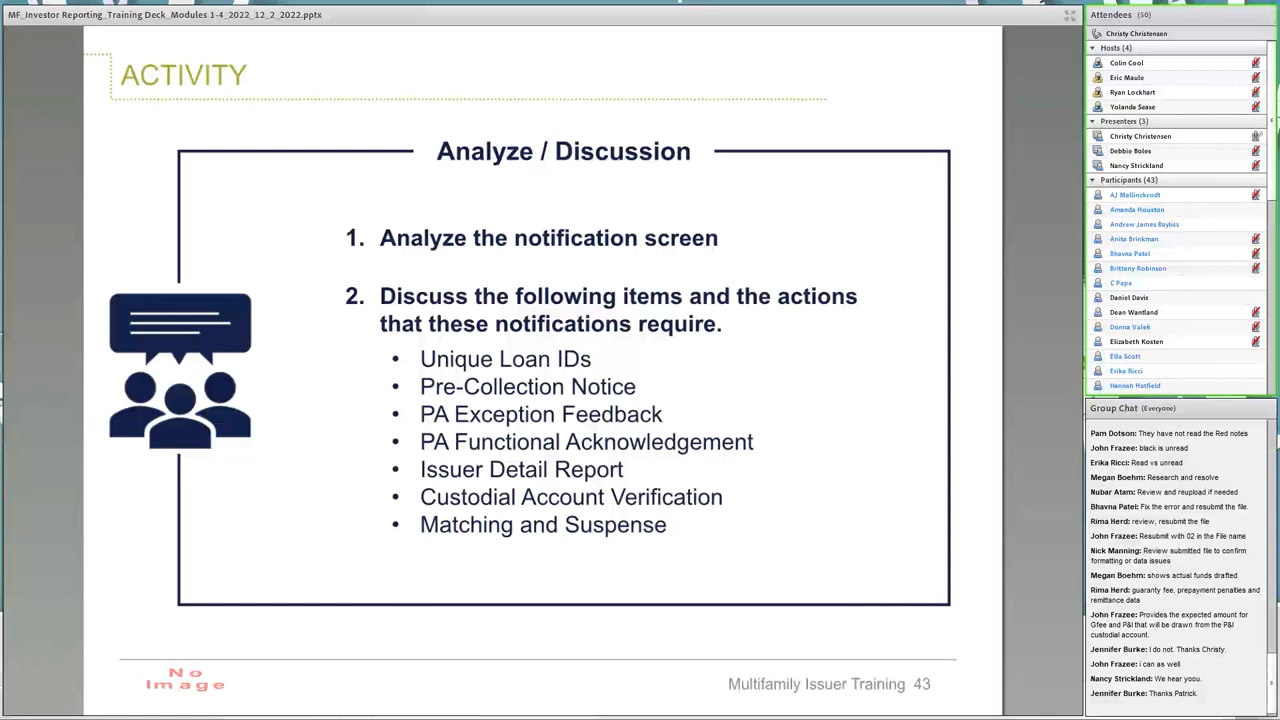 MF_Investor Reporting_Training Deck_Modules 1-4_2022_12_2_2022.pptx
ACTIVITY
Analyze / Discussion
1. Analyze the notification screen
2. Discuss the following items and the actions
that these notifications require.
• Unique Loan IDs
• Pre-Collection Notice
• PA Exception Feedback
• PA Functional Acknowledgement
• Issuer Detail Report
• Custodial Account Verification
• Matching and Suspense
No
Image
Multifamily Issuer Training 43
Attendees (50)
Christy Christensen
Hosts (4)
Colin Cool
Eric Maule
Ryan Lockhart
Yolanda Sease
Presenters (3)
Christy Christensen
Debbie Boles
Nancy Strickland
Participants (43)
AJ Mallinckrodt
Amanda Houston
Andrew James Bayliss
Anita Brinkman
Bhavna Patel
Brittany Robinson
C Papa
Daniel Davis
Dean Wantland
Donna Valek
Elizabeth Kosten
Ella Scott
Erika Ricci
Hannah Hatfield
Group Chat (Everyone)
Pam Dotson: They have not read the Red notes
John Frazee: black is unread
Erika Ricci: Read vs unread
Megan Boehm: Research and resolve
Nubar Atam: Review and reupload if needed
Bhavna Patel: Fix the error and resubmit the file.
Rima Herd: review, resubmit the file
John Frazee: Resubmit with 02 in the File name
Nick Manning: Review submitted file to confirm
formatting or data issues
Megan Boehm: shows actual funds drafted
Rima Herd: guaranty fee, prepayment penalties and
remittance data
John Frazee: Provides the expected amount for
Gfee and P&I that will be drawn from the P&I
custodial account.
Jennifer Burke: I do not. Thanks Christy.
John Frazee: i can as well
Nancy Strickland: We hear yoou.
Jennifer Burke: Thanks Patrick.